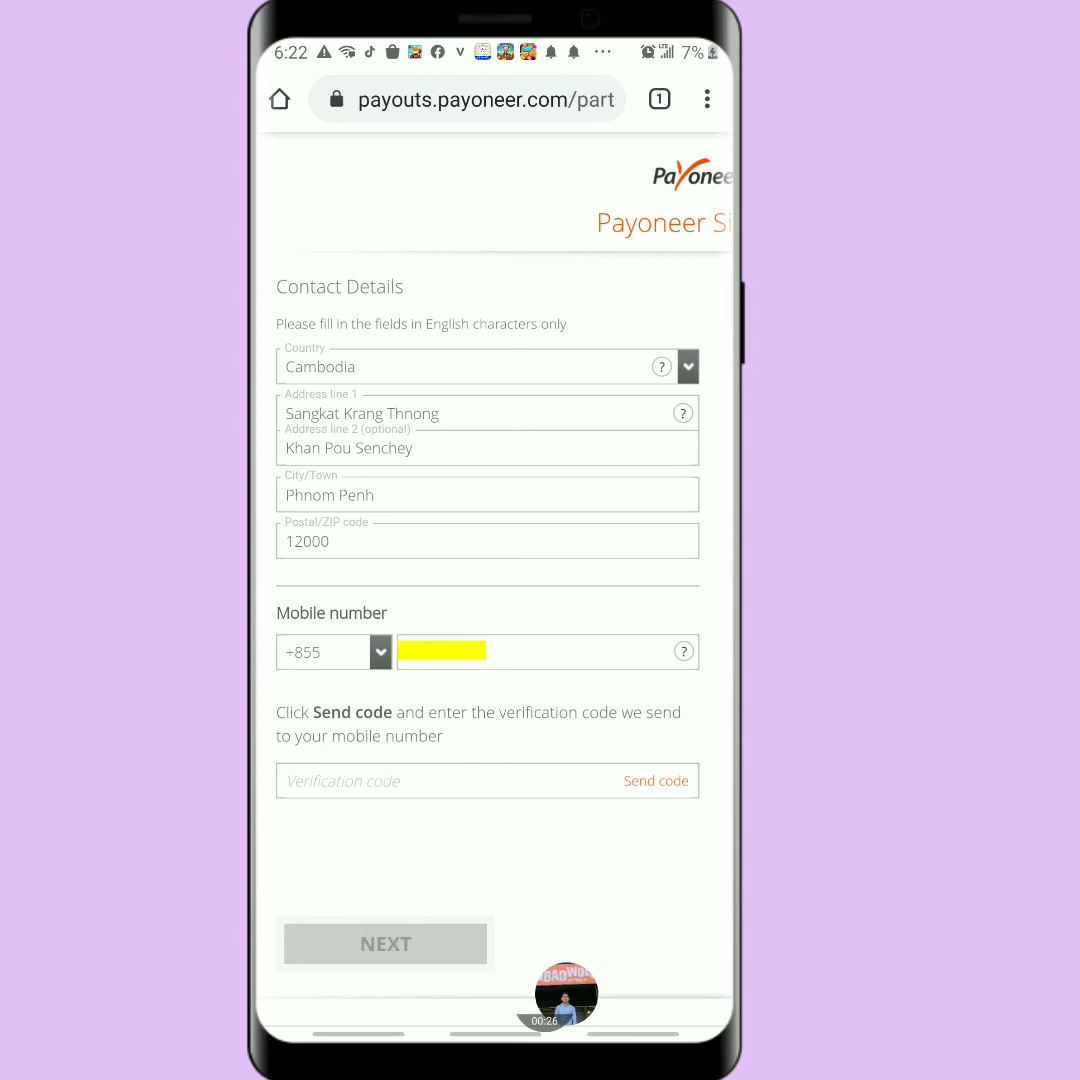 6:22 7%
payouts.payoneer.com/part 1
Payonee
Payoneer Si
Contact Details
Please fill in the fields in English characters only
Country
Cambodia ?
Address line 1
Sangkat Krang Thnong ?
Address line 2 (optional)
Khan Pou Senchey
City/Town
Phnom Penh
Postal/ZIP code
12000
Mobile number
+855 ?
Click Send code and enter the verification code we send
to your mobile number
Verification code Send code
NEXT
00:26